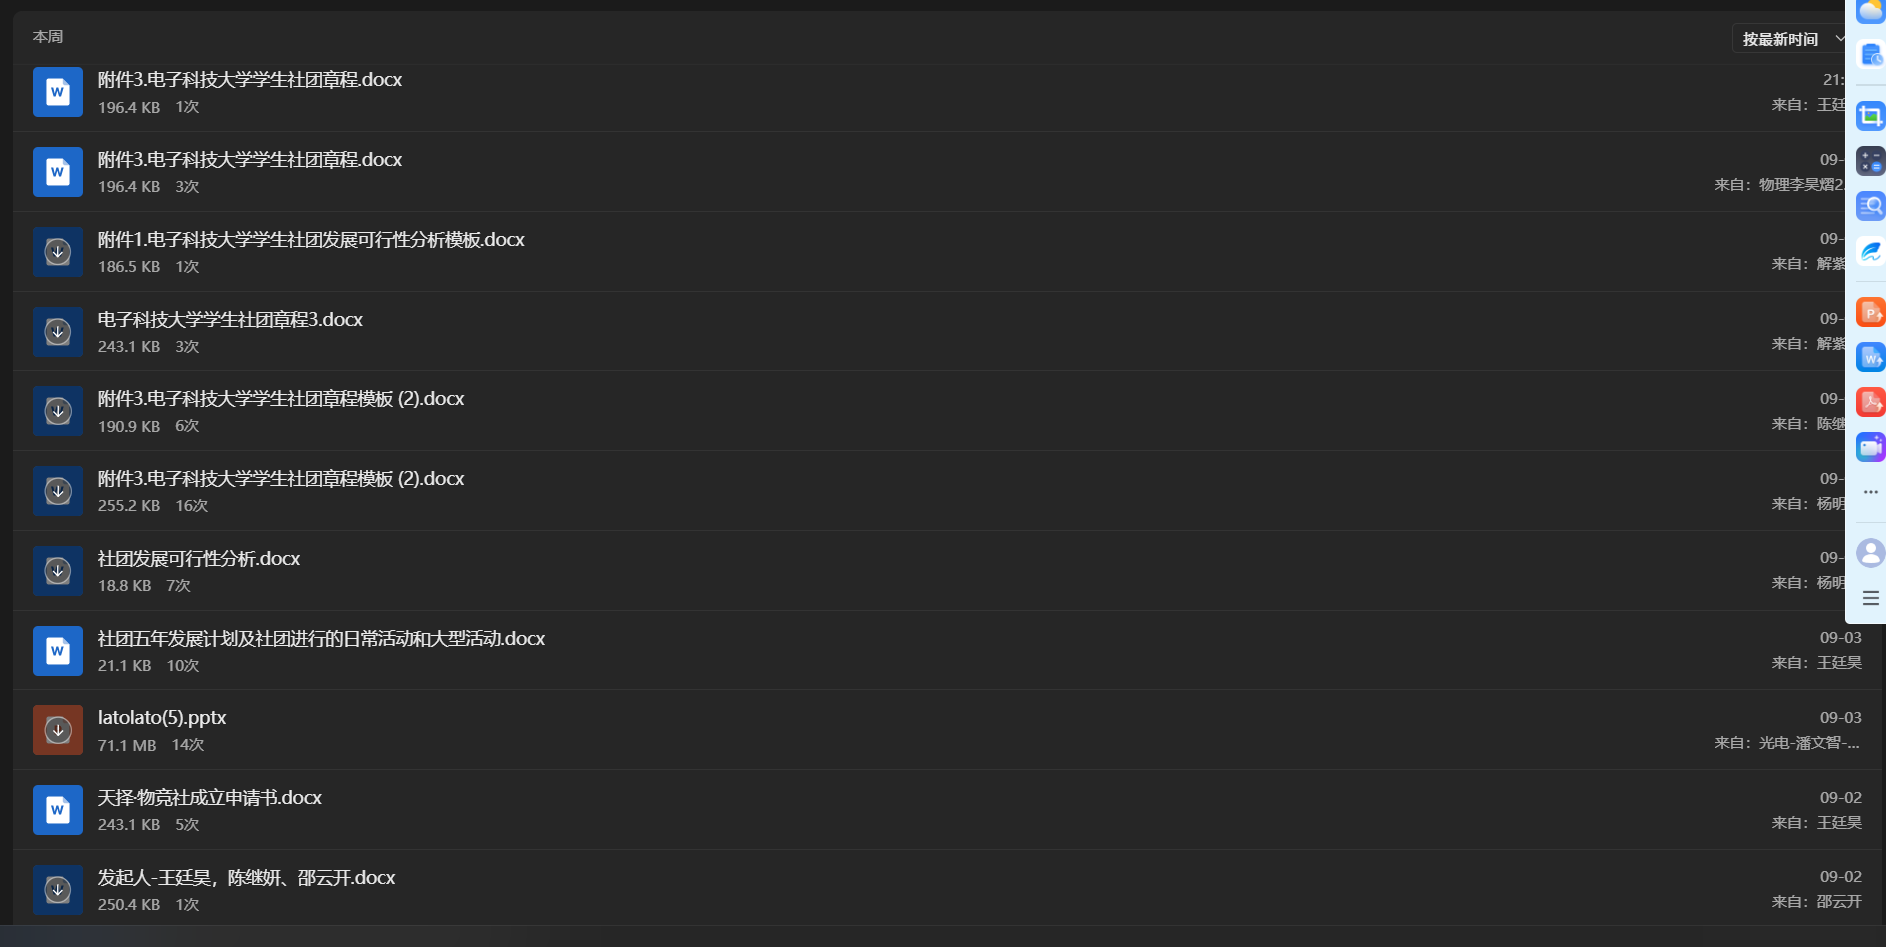 本周
按最新时间
附件3.电子科技大学学生社团章程.docx
21:
196.4 KB 1次
来自：王廷
附件3.电子科技大学学生社团章程.docx
09-
196.4 KB 3次
来自：物理李昊熠2
附件1.电子科技大学学生社团发展可行性分析模板.docx
09-
186.5 KB 1次
来自：解紫
电子科技大学学生社团章程3.docx
09-
243.1 KB 3次
来自：解紫
附件3.电子科技大学学生社团章程模板 (2).docx
09-
190.9 KB 6次
来自：陈继
附件3.电子科技大学学生社团章程模板 (2).docx
09-
255.2 KB 16次
来自：杨明
社团发展可行性分析.docx
09-
18.8 KB 7次
来自：杨明
社团五年发展计划及社团进行的日常活动和大型活动.docx
09-03
21.1 KB 10次
来自：王廷昊
latolato(5).pptx
09-03
71.1 MB 14次
来自：光电-潘文智-...
天择·物竞社成立申请书.docx
09-02
243.1 KB 5次
来自：王廷昊
发起人-王廷昊，陈继妍、邵云开.docx
09-02
250.4 KB 1次
来自：邵云开